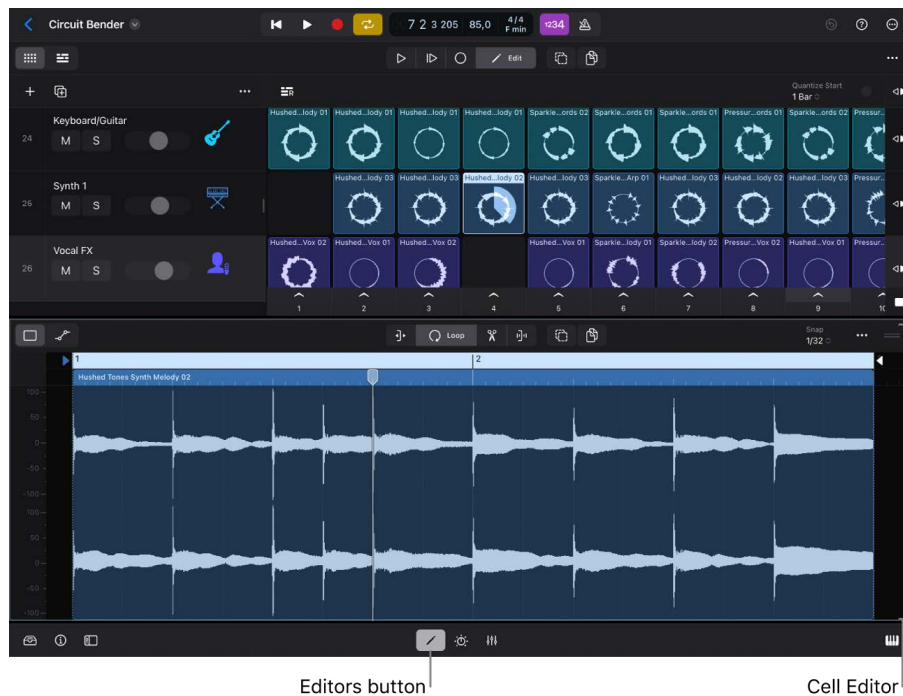 Circuit Bender
7 2 3 205 85,0 4/4 F min 1234
Edit
Quantize Start
1 Bar
Hushed...lody 01 Hushed...lody 01 Hushed...lody 01 Hushed...lody 01 Sparkle...ords 02 Sparkle...ords 01 Sparkle...ords 01 Pressur...ords 01 Sparkle...ords 02 Pressur...
24 Keyboard/Guitar
M S
Hushed...lody 03 Hushed...lody 03 Hushed...lody 02 Hushed...lody 03 Sparkle...Arp 01 Hushed...lody 03 Hushed...lody 02 Hushed...lody 03 Pressur...
26 Synth 1
M S
Hushed...Vox 02 Hushed...Vox 01 Hushed...Vox 02 Hushed...Vox 01 Sparkle...lody 01 Sparkle...lody 02 Pressur...Vox 02 Hushed...Vox 01 Pressur...
26 Vocal FX
M S
1 2 3 4 5 6 7 8 9 10
Loop
Snap
1/32
1 2
Hushed Tones Synth Melody 02
100
50
0
-50
-100
100
50
0
-50
-100
Editors button
Cell Editor